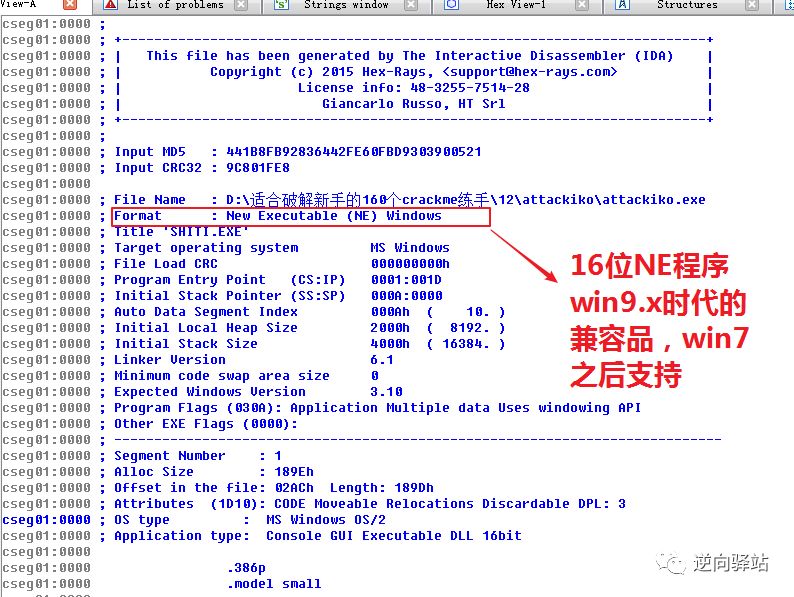 View-A List of problems 's' Strings window Hex View-1 A Structures
cseg01:0000 ;
cseg01:0000 ; +-------------------------------------------------------------------------+
cseg01:0000 ; | This file has been generated by The Interactive Disassembler (IDA) |
cseg01:0000 ; | Copyright (c) 2015 Hex-Rays, <support@hex-rays.com> |
cseg01:0000 ; | License info: 48-3255-7514-28 |
cseg01:0000 ; | Giancarlo Russo, HT Srl |
cseg01:0000 ; +-------------------------------------------------------------------------+
cseg01:0000 ;
cseg01:0000 ; Input MD5 : 441B8FB92836442FE60FBD9303900521
cseg01:0000 ; Input CRC32 : 9C801FE8
cseg01:0000
cseg01:0000 ; File Name : D:\适合破解新手的160个crackme练手\12\attackiko\attackiko.exe
cseg01:0000 ; Format : New Executable (NE) Windows
cseg01:0000 ; Title 'SHITI.EXE'
cseg01:0000 ; Target operating system MS Windows
cseg01:0000 ; File Load CRC 000000000h
cseg01:0000 ; Program Entry Point (CS:IP) 0001:001D
cseg01:0000 ; Initial Stack Pointer (SS:SP) 000A:0000
cseg01:0000 ; Auto Data Segment Index 000Ah ( 10. )
cseg01:0000 ; Initial Local Heap Size 2000h ( 8192. )
cseg01:0000 ; Initial Stack Size 4000h ( 16384. )
cseg01:0000 ; Linker Version 6.1
cseg01:0000 ; Minimum code swap area size 0
cseg01:0000 ; Expected Windows Version 3.10
cseg01:0000 ; Program Flags (030A): Application Multiple data Uses windowing API
cseg01:0000 ; Other EXE Flags (0000):
cseg01:0000 ; ---------------------------------------------------------------------------
cseg01:0000 ; Segment Number : 1
cseg01:0000 ; Alloc Size : 189Eh
cseg01:0000 ; Offset in the file: 02ACh Length: 189Dh
cseg01:0000 ; Attributes (1D10): CODE Moveable Relocations Discardable DPL: 3
cseg01:0000 ; OS type : MS Windows OS/2
cseg01:0000 ; Application type: Console GUI Executable DLL 16bit
cseg01:0000
cseg01:0000 .386p
cseg01:0000 .model small
16位NE程序
win9.x时代的
兼容品，win7
之后支持
逆向驿站